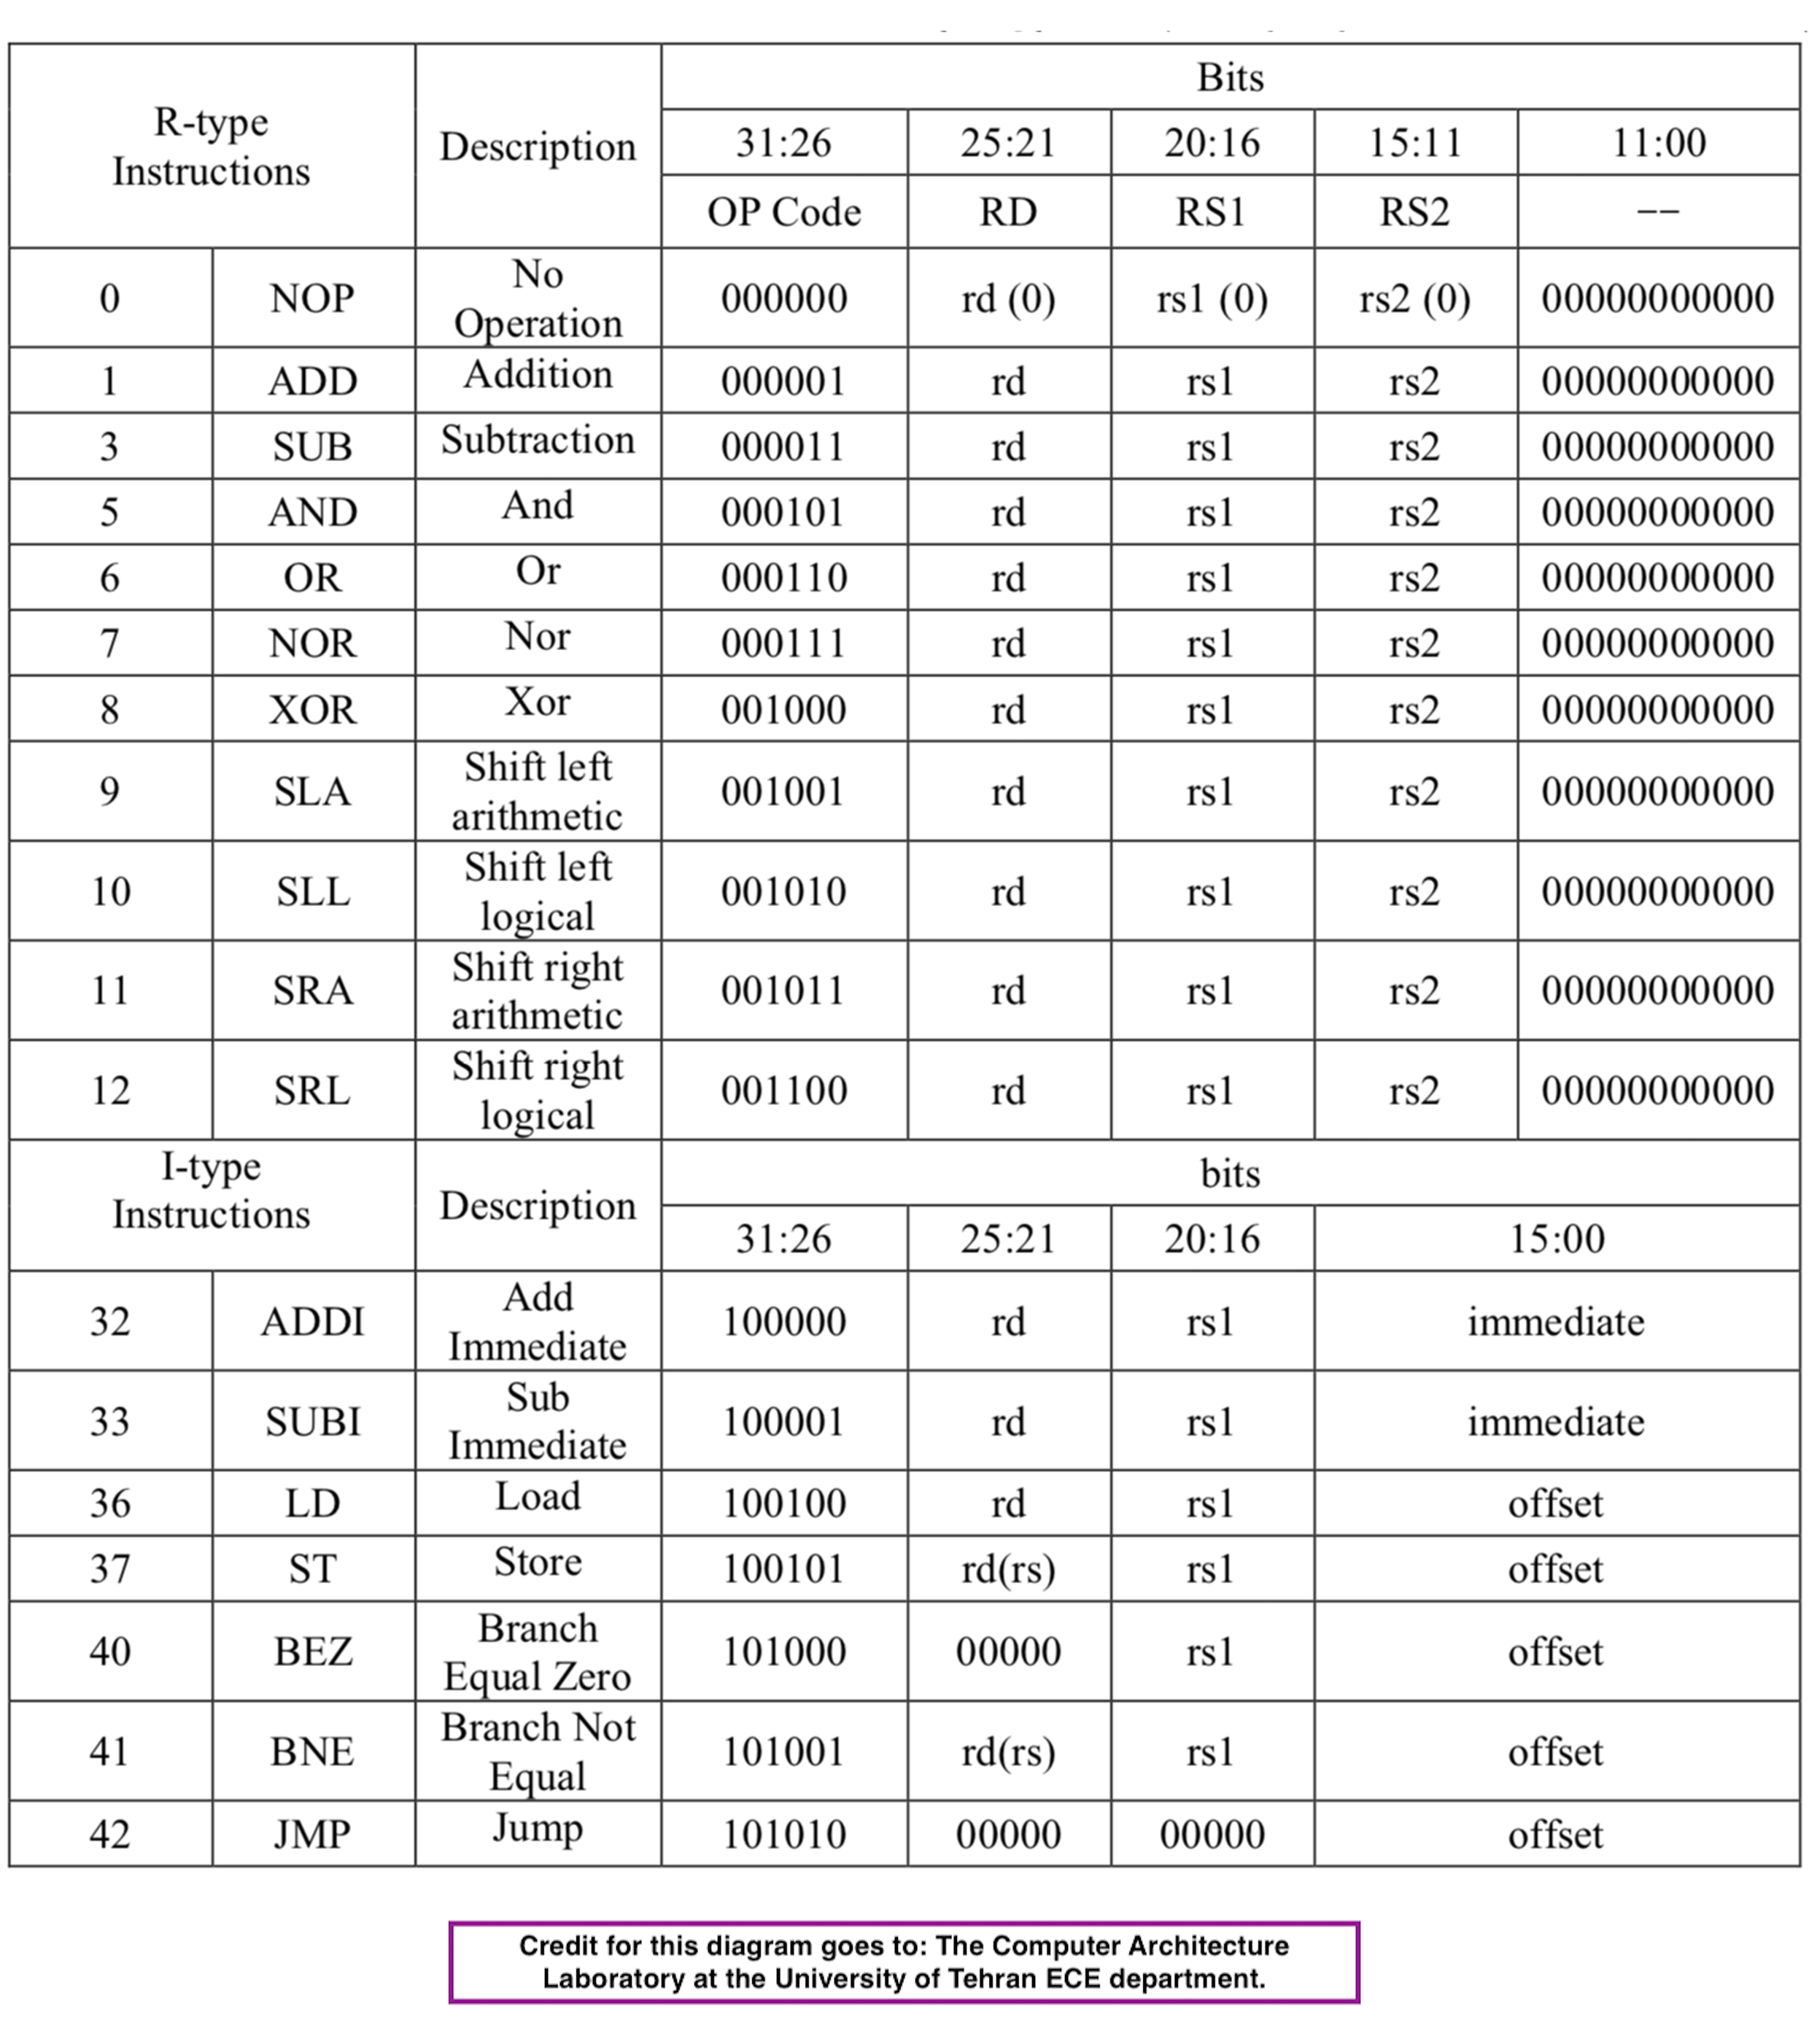 R-type
Instructions
Description
Bits
31:26 25:21 20:16 15:11 11:00
OP Code RD RS1 RS2 −−
0 NOP No
Operation 000000 rd (0) rs1 (0) rs2 (0) 00000000000
1 ADD Addition 000001 rd rs1 rs2 00000000000
3 SUB Subtraction 000011 rd rs1 rs2 00000000000
5 AND And 000101 rd rs1 rs2 00000000000
6 OR Or 000110 rd rs1 rs2 00000000000
7 NOR Nor 000111 rd rs1 rs2 00000000000
8 XOR Xor 001000 rd rs1 rs2 00000000000
9 SLA Shift left
arithmetic 001001 rd rs1 rs2 00000000000
10 SLL Shift left
logical 001010 rd rs1 rs2 00000000000
11 SRA Shift right
arithmetic 001011 rd rs1 rs2 00000000000
12 SRL Shift right
logical 001100 rd rs1 rs2 00000000000
I-type
Instructions
Description
bits
31:26 25:21 20:16 15:00
32 ADDI Add
Immediate 100000 rd rs1 immediate
33 SUBI Sub
Immediate 100001 rd rs1 immediate
36 LD Load 100100 rd rs1 offset
37 ST Store 100101 rd(rs) rs1 offset
40 BEZ Branch
Equal Zero 101000 00000 rs1 offset
41 BNE Branch Not
Equal 101001 rd(rs) rs1 offset
42 JMP Jump 101010 00000 00000 offset
Credit for this diagram goes to: The Computer Architecture
Laboratory at the University of Tehran ECE department.